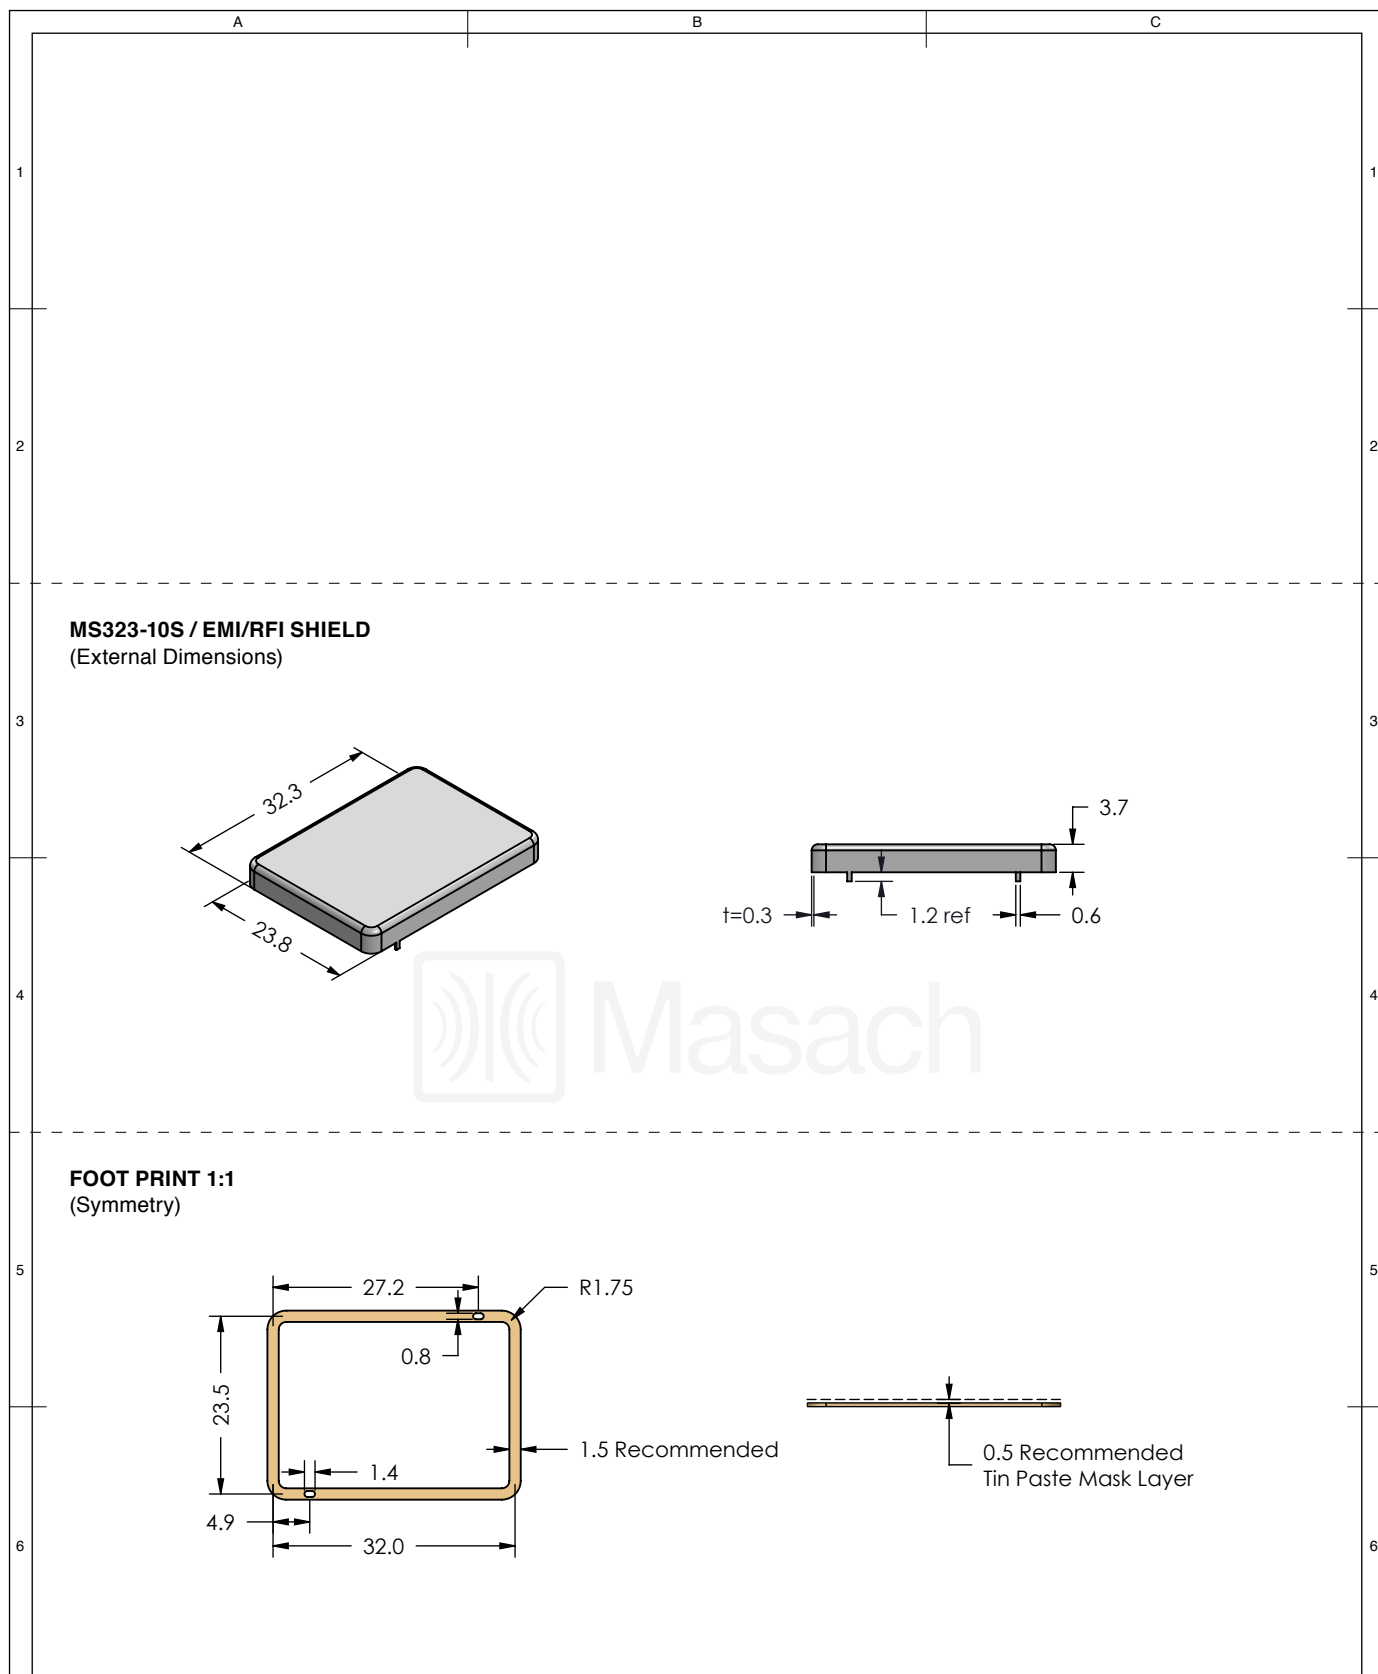 A B C
1 1
2 2
MS323-10S / EMI/RFI SHIELD
(External Dimensions)
3 3
32.3
3.7
t=0.3 1.2 ref 0.6
23.8
Masach
4 4
FOOT PRINT 1:1
(Symmetry)
5 5
27.2 R1.75
0.8
23.5
1.5 Recommended
0.5 Recommended
Tin Paste Mask Layer
1.4
4.9
32.0
6 6